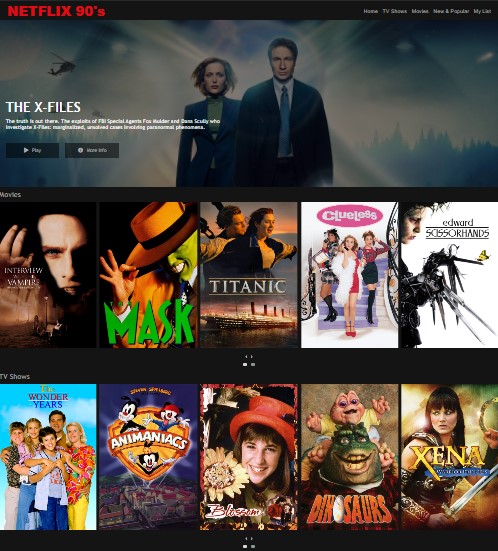 NETFLIX 90's
Home TV Shows Movies New & Popular My List
THE X-FILES
The truth is out there. The exploits of FBI Special Agents Fox Mulder and Dana Scully who
investigate X-Files: marginalized, unsolved cases involving paranormal phenomena.
Play More Info
Movies
INTERVIEW
VAMPIRE
THE
MASK
TITANIC
CLUELESS
edward
SCISSORHANDS
TV Shows
The
WONDER
YEARS
STEVEN SPIELBERG
ANIMANIACS
Blossom
DINOSAURS
XENA